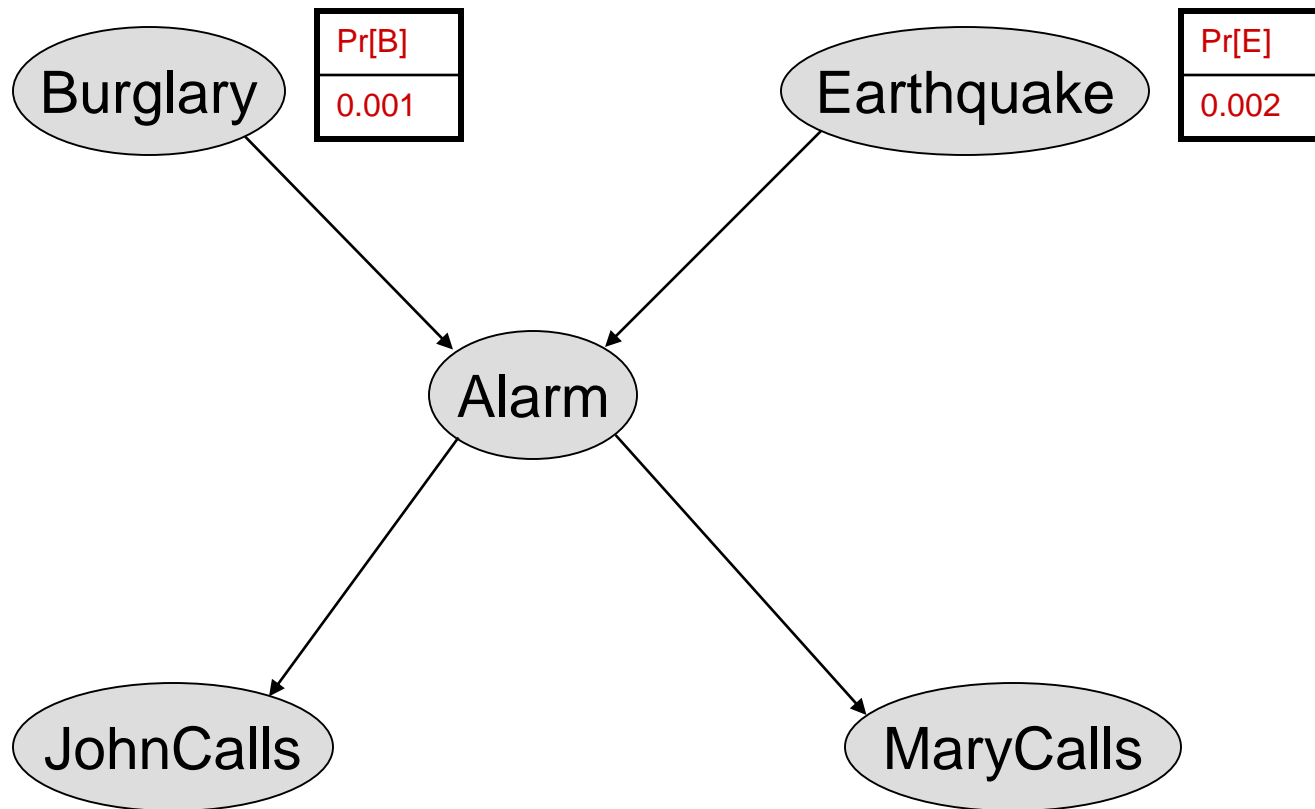 Burglary
Pr[B]
0.001
Earthquake
Pr[E]
0.002
Alarm
JohnCalls
MaryCalls